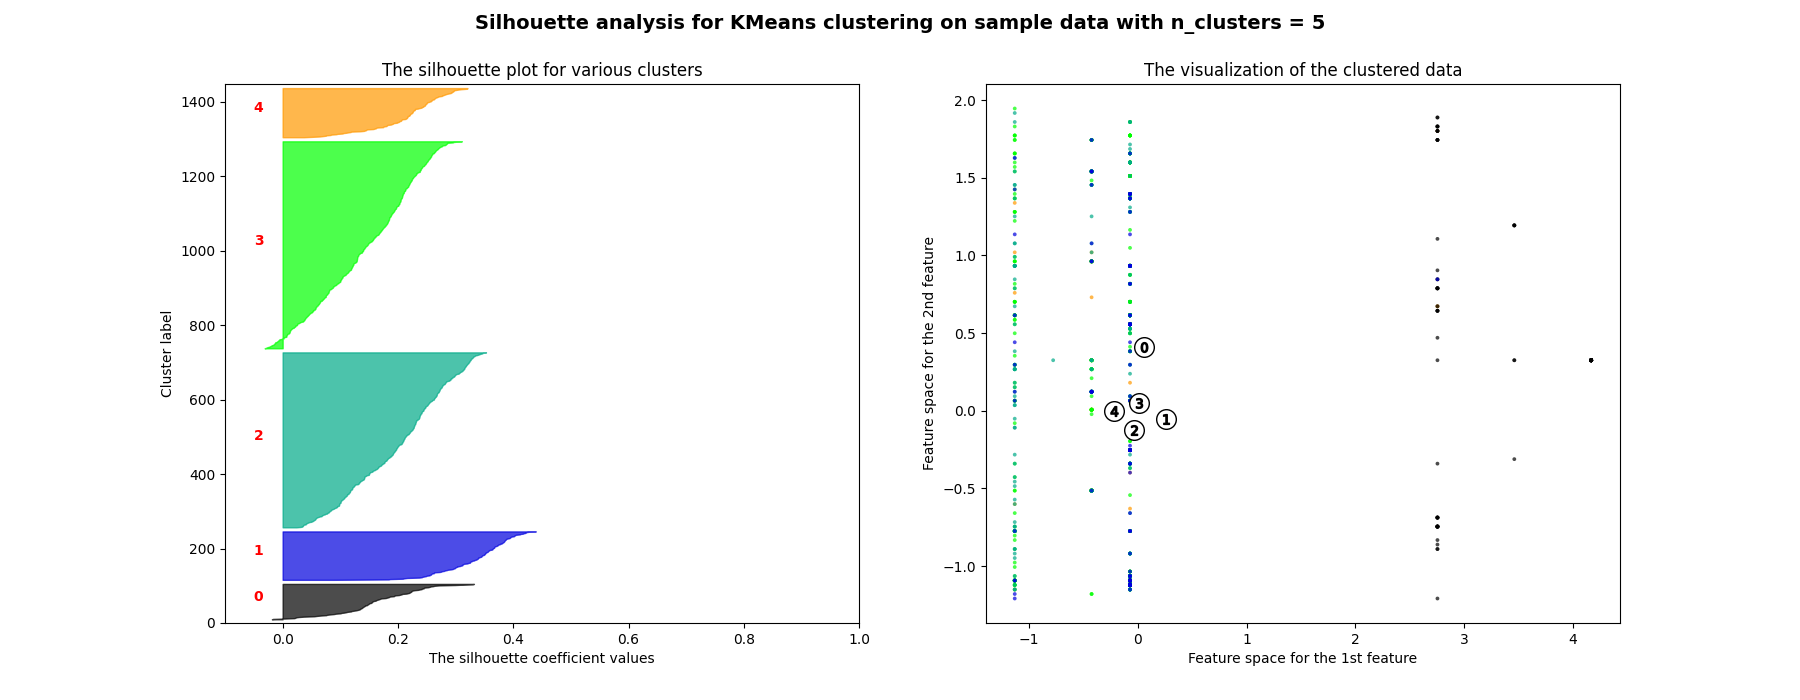 Silhouette analysis for KMeans clustering on sample data with n_clusters = 5
The silhouette plot for various clusters
Cluster label
1400
1200
1000
800
600
400
200
0
4
3
2
1
0
0.0 0.2 0.4 0.6 0.8 1.0
The silhouette coefficient values
The visualization of the clustered data
Feature space for the 2nd feature
2.0
1.5
1.0
0.5
0.0
−0.5
−1.0
0
3
4
1
2
−1 0 1 2 3 4
Feature space for the 1st feature